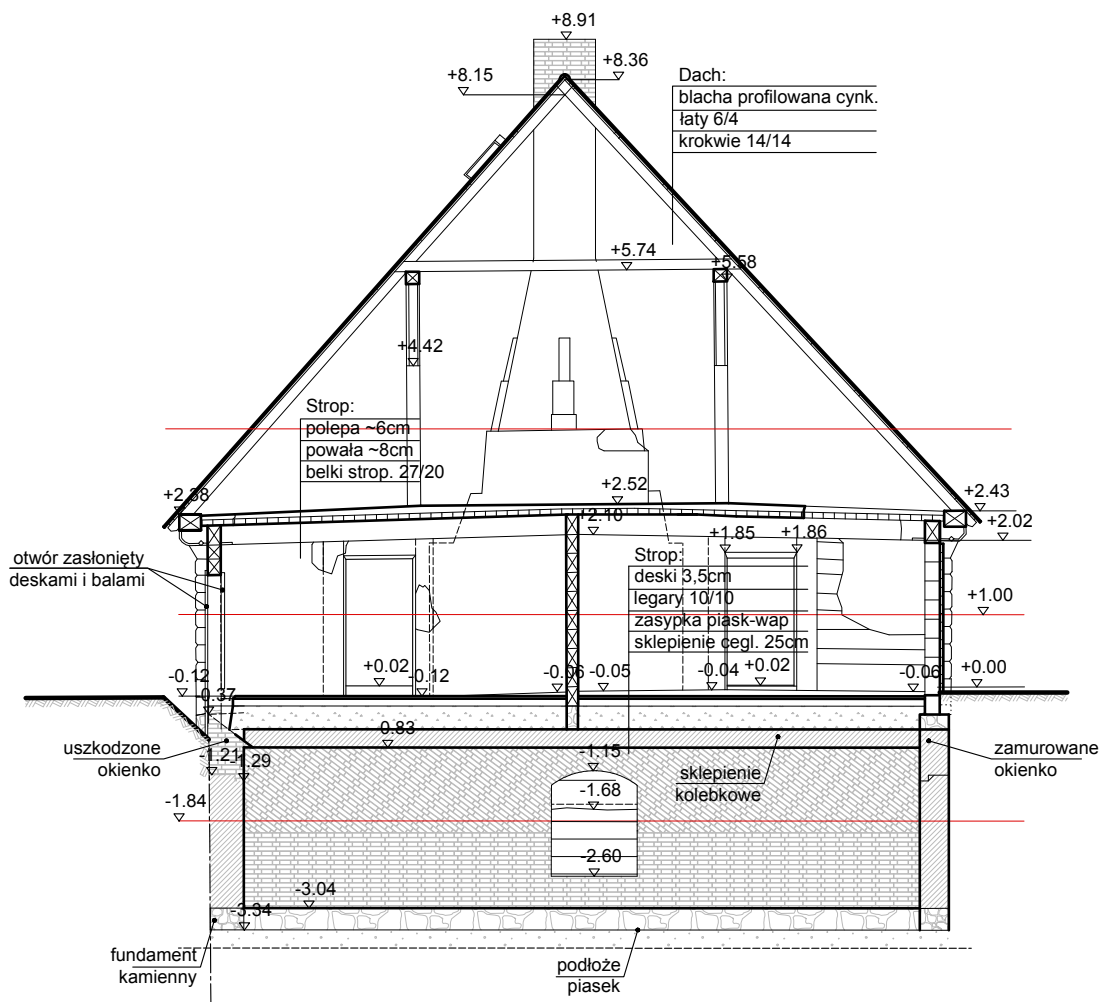 +8.91
+8.15
+8.36
Dach:
blacha profilowana cynk.
łaty 6/4
krokwie 14/14
+5.74
+5.58
+4.42
Strop:
polepa ~6cm
powała ~8cm
belki strop. 27/20
+2.38
+2.52
+2.43
+2.10
+2.02
+1.85
+1.86
otwór zasłonięty
deskami i balami
Strop:
deski 3,5cm
legary 10/10
zasypka piask-wap
sklepienie cegl. 25cm
+1.00
-0.12
+0.02
-0.12
-0.06
-0.05
-0.04
+0.02
-0.06
+0.00
-0.37
-0.83
uszkodzone
okienko
-1.21
-1.29
-1.15
sklepienie
kolebkowe
zamurowane
okienko
-1.68
-1.84
-2.60
-3.04
-3.34
fundament
kamienny
podłoże
piasek